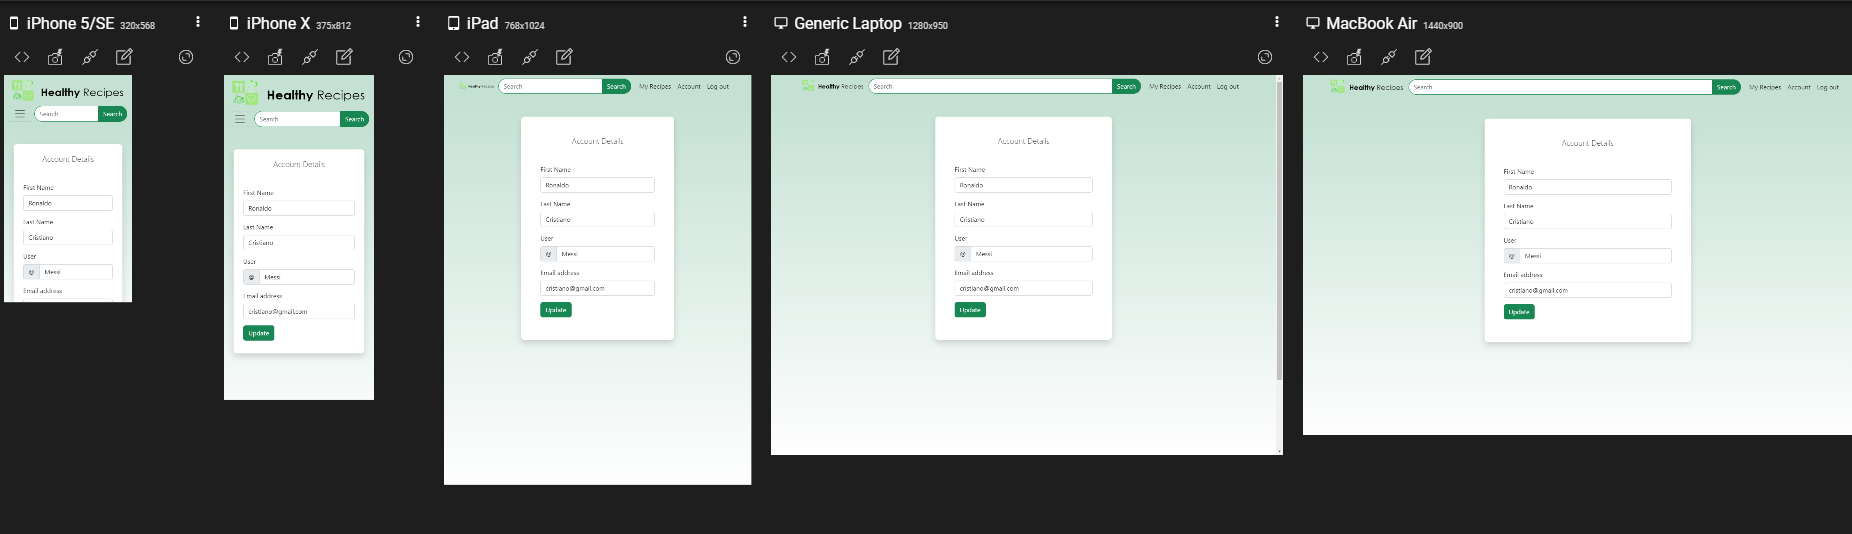 iPhone 5/SE 320x568
Healthy Recipes
Search Search
Account Details
First Name
Ronaldo
Last Name
Cristiano
User
@ Messi
Email address
iPhone X 375x812
Healthy Recipes
Search Search
Account Details
First Name
Ronaldo
Last Name
Cristiano
User
@ Messi
Email address
cristiano@gmail.com
Update
iPad 768x1024
Healthy Recipes Search Search My Recipes Account Log out
Account Details
First Name
Ronaldo
Last Name
Cristiano
User
@ Messi
Email address
cristiano@gmail.com
Update
Generic Laptop 1280x950
Healthy Recipes Search Search My Recipes Account Log out
Account Details
First Name
Ronaldo
Last Name
Cristiano
User
@ Messi
Email address
cristiano@gmail.com
Update
MacBook Air 1440x900
Healthy Recipes Search Search My Recipes Account Log out
Account Details
First Name
Ronaldo
Last Name
Cristiano
User
@ Messi
Email address
cristiano@gmail.com
Update